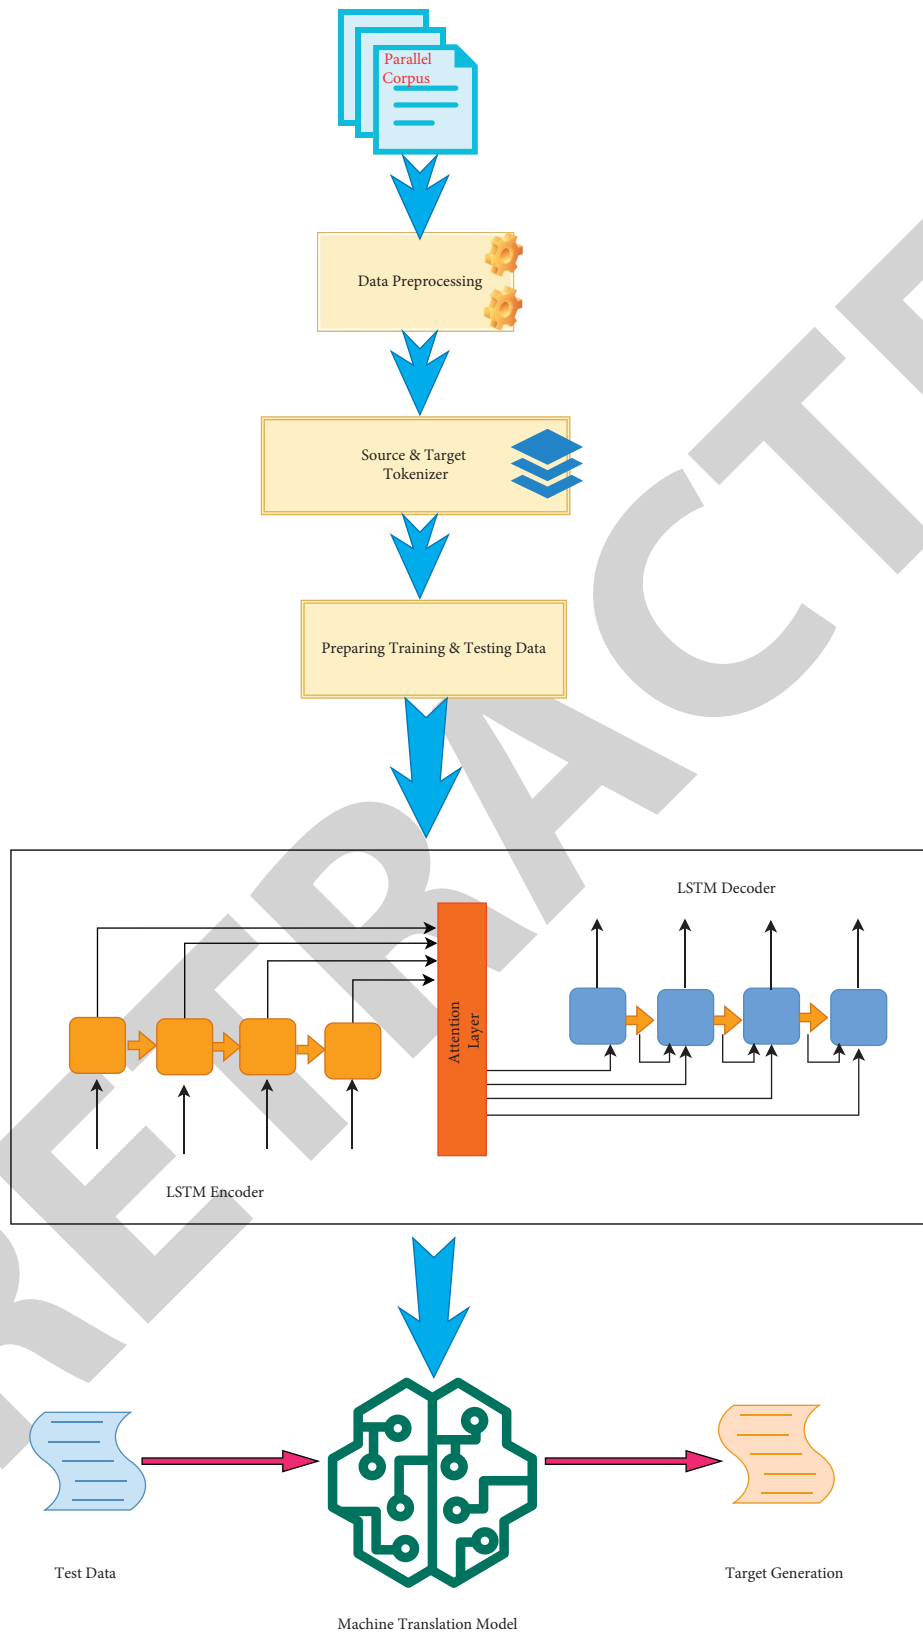 Parallel
Corpus
Data Preprocessing
Source & Target
Tokenizer
Preparing Training & Testing Data
LSTM Decoder
Attention
Layer
LSTM Encoder
Test Data
Target Generation
Machine Translation Model
RETRACTE